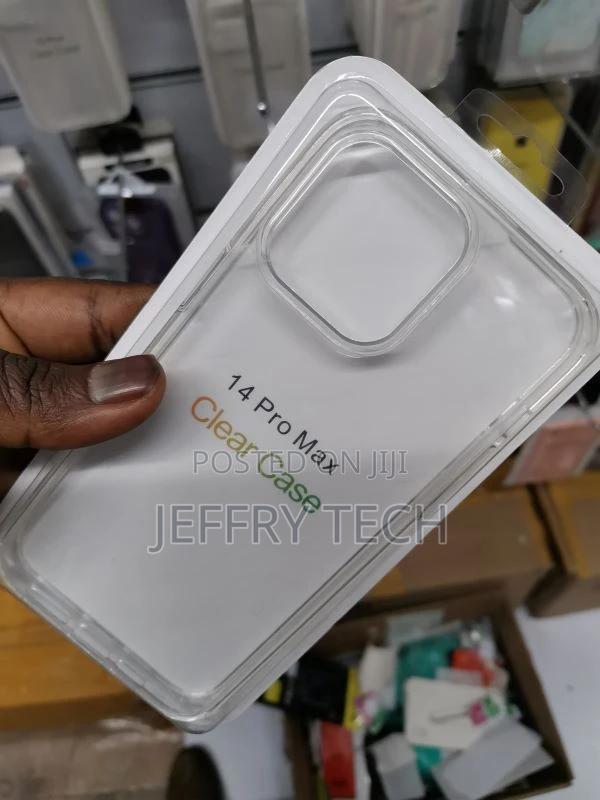 14 Pro Max
Clear Case
POSTED ON JIJI
JEFFRY TECH